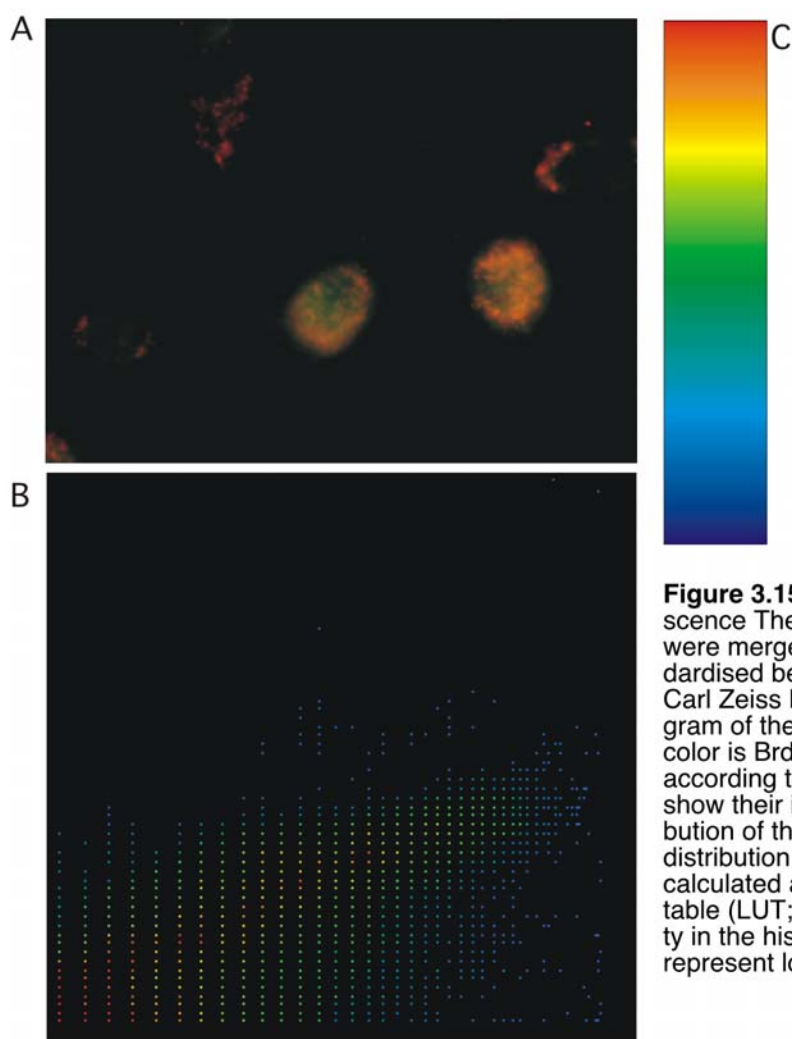 A
C
B
Figure 3.15
scence The
were merge
dardised be
Carl Zeiss
gram of the
color is Brd
according t
show their i
bution of th
distribution
calculated a
table (LUT;
ty in the his
represent lo